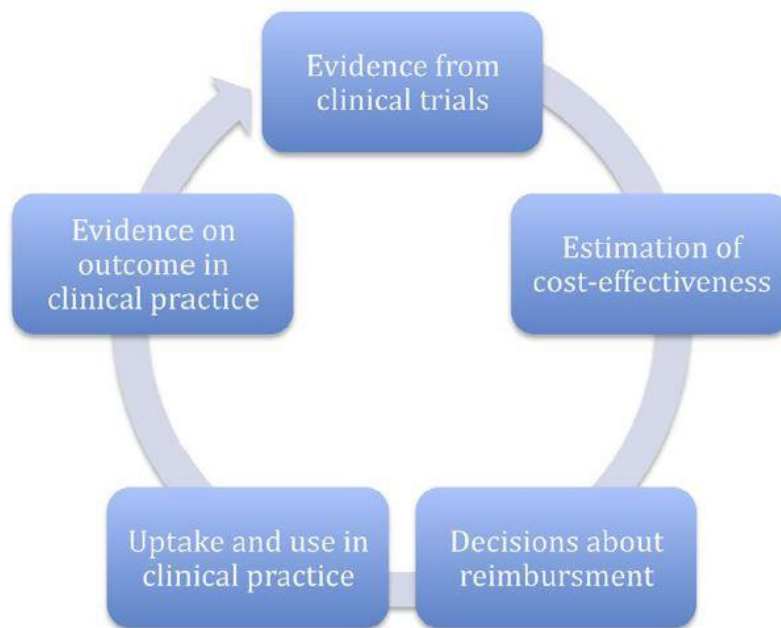 Evidence from
clinical trials
Estimation of
cost-effectiveness
Decisions about
reimbursment
Uptake and use in
clinical practice
Evidence on
outcome in
clinical practice